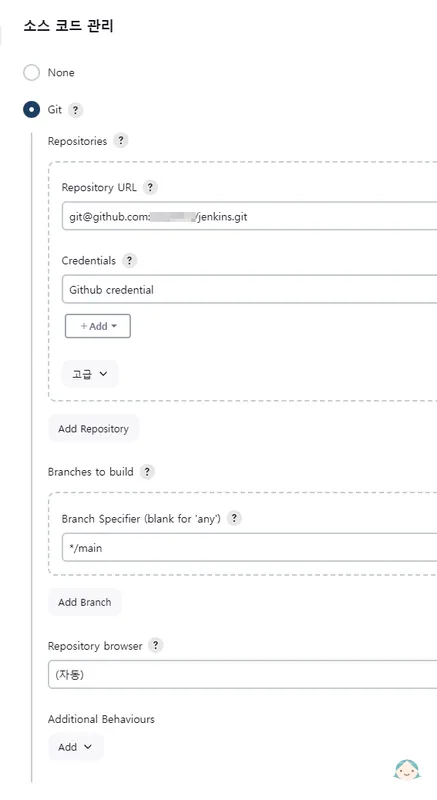 소스 코드 관리
None
Git ?
Repositories ?
Repository URL ?
git@github.com:/jenkins.git
Credentials ?
Github credential
+Add
고급
Add Repository
Branches to build ?
Branch Specifier (blank for 'any') ?
*/main
Add Branch
Repository browser ?
(자동)
Additional Behaviours
Add